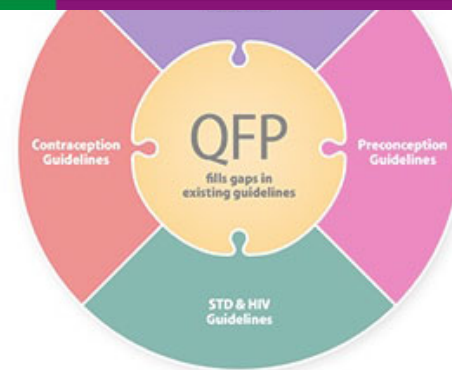 QFP
fills gaps in
existing guidelines
Contraception
Guidelines
Preconception
Guidelines
STD & HIV
Guidelines